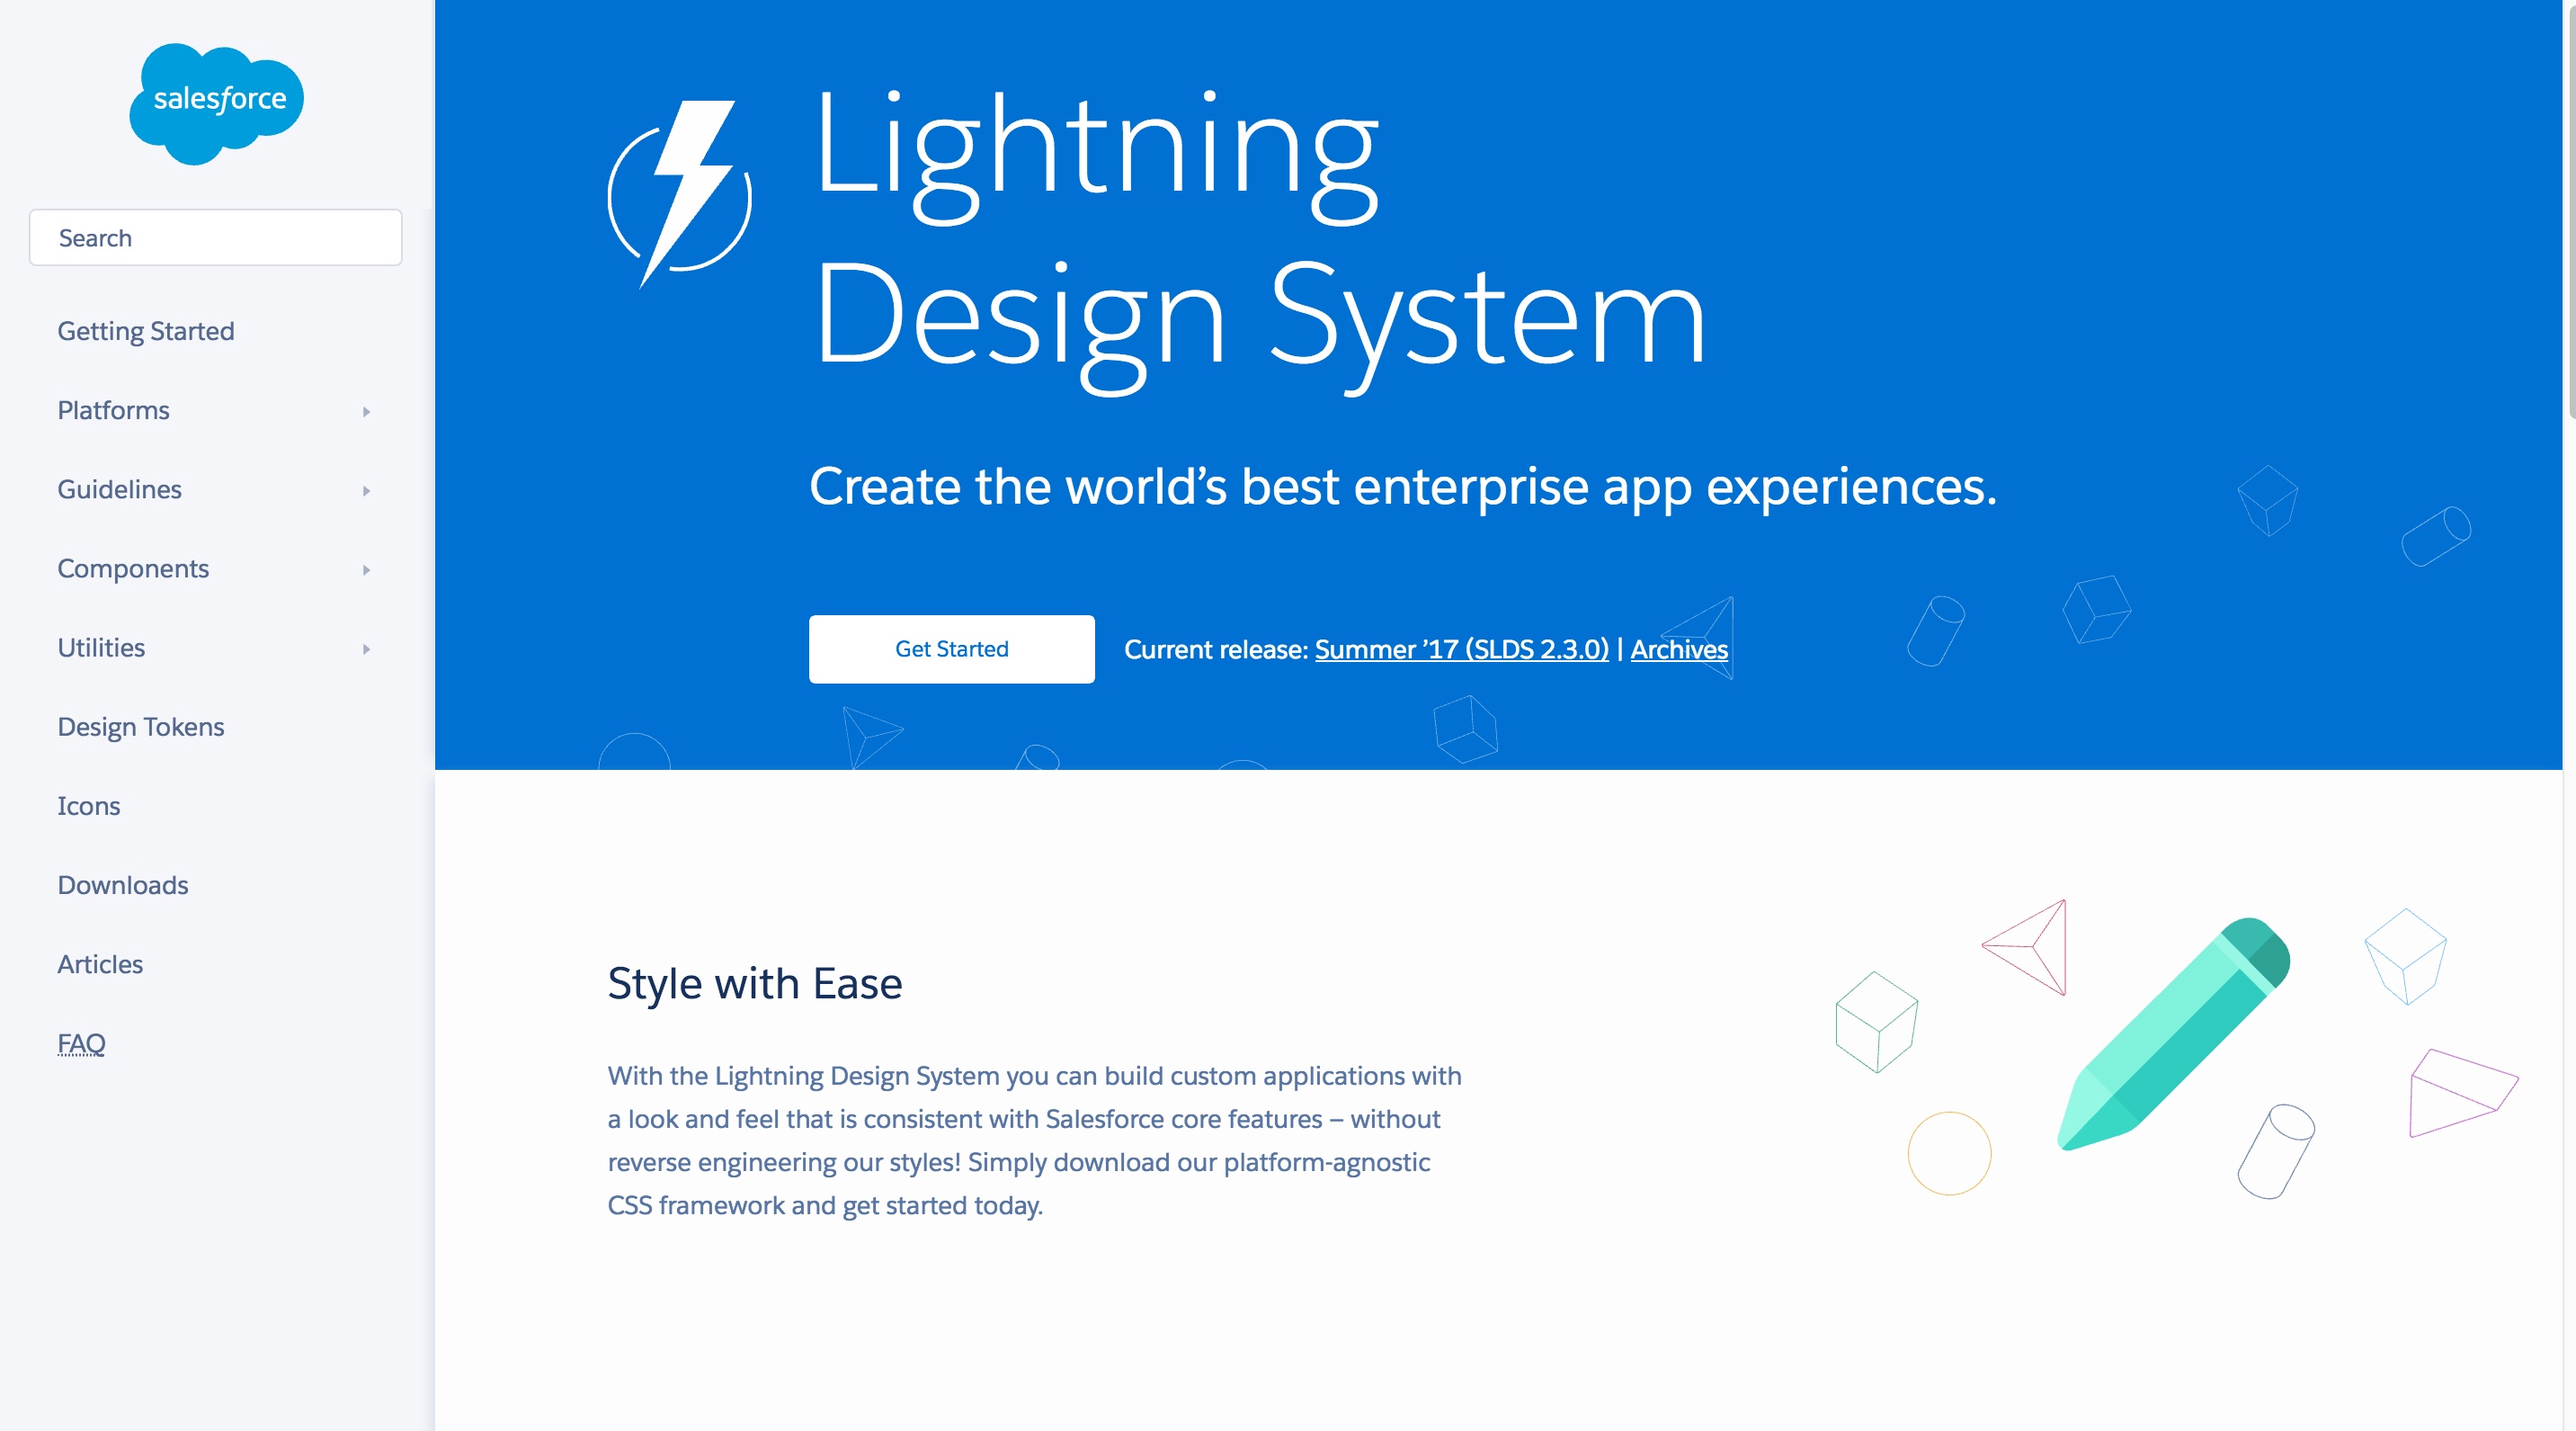 salesforce
Search
Getting Started
Platforms
Guidelines
Components
Utilities
Design Tokens
Icons
Downloads
Articles
FAQ
Lightning
Design System
Create the world’s best enterprise app experiences.
Get Started
Current release: Summer ’17 (SLDS 2.3.0) | Archives
Style with Ease
With the Lightning Design System you can build custom applications with
a look and feel that is consistent with Salesforce core features – without
reverse engineering our styles! Simply download our platform-agnostic
CSS framework and get started today.